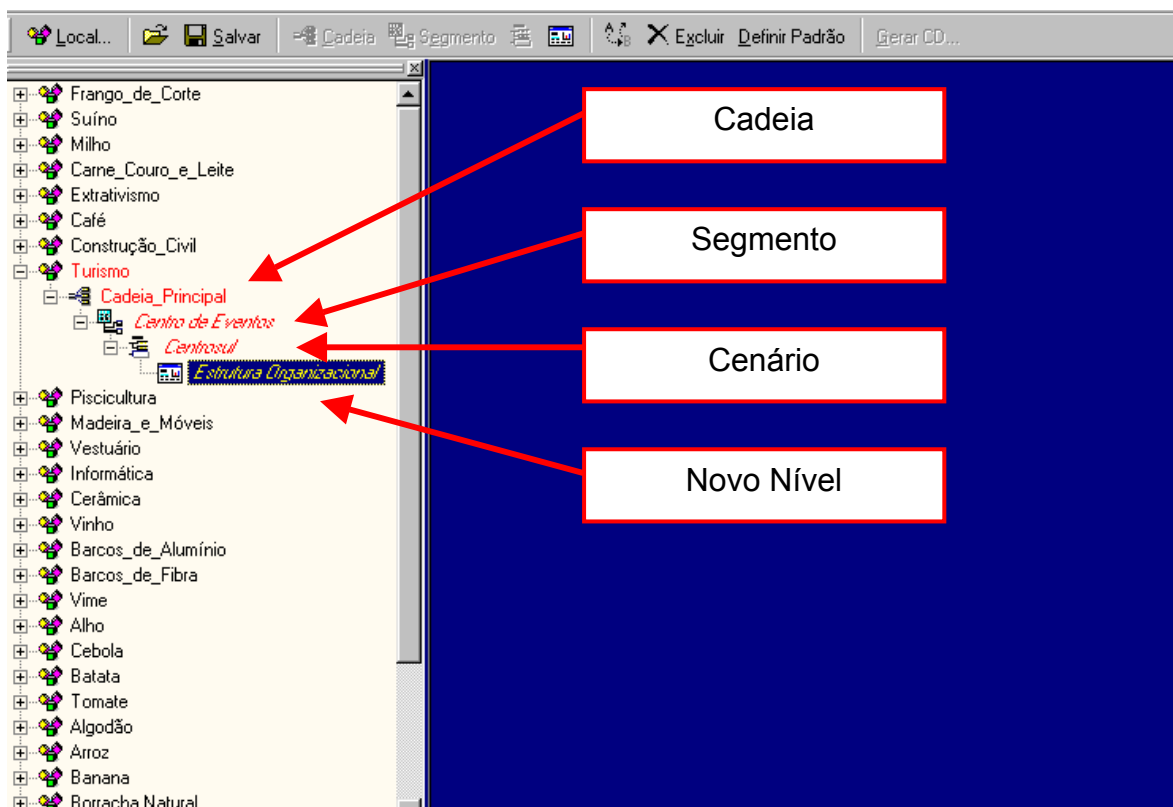 Local... Salvar Cadeia Segmento Excluir Definir Padrão Gerar CD...
Frango_de_Corte
Suíno
Milho
Carne_Couro_e_Leite
Extrativismo
Café
Construção_Civil
Turismo
Cadeia_Principal
Centro de Eventos
Centrosul
Estrutura Organizacional
Piscicultura
Madeira_e_Móveis
Vestuário
Informática
Cerâmica
Vinho
Barcos_de_Alumínio
Barcos_de_Fibra
Vime
Alho
Cebola
Batata
Tomate
Algodão
Arroz
Banana
Borracha Natural
Cadeia
Segmento
Cenário
Novo Nível